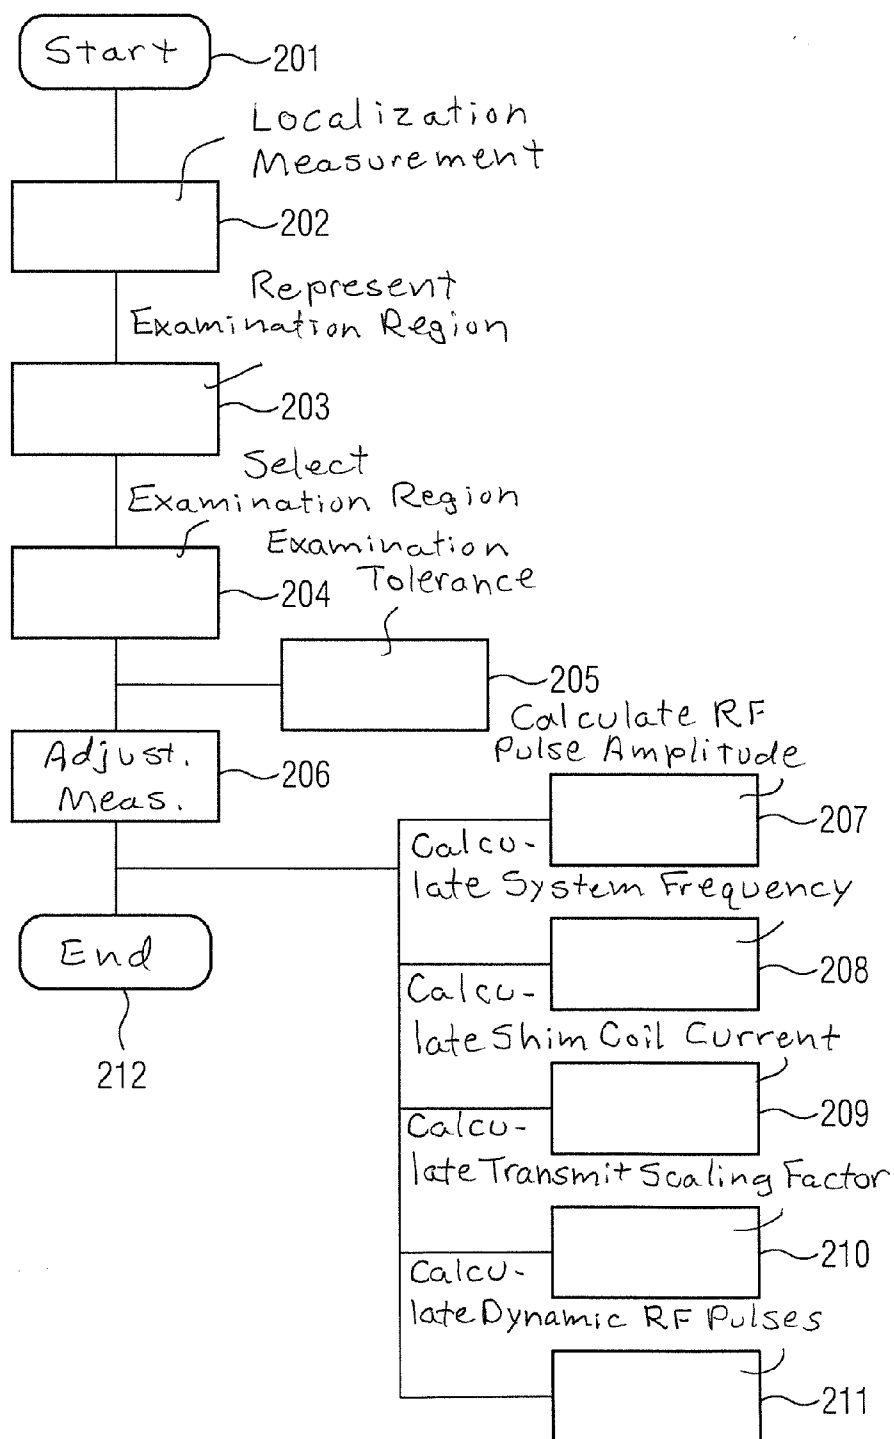 Start
201
Localization
Measurement
202
Represent
Examination Region
203
Select
Examination Region
204
Examination
Tolerance
205
Adjust.
Meas.
206
Calculate RF
Pulse Amplitude
207
Calcu-
late System Frequency
208
Calcu-
late Shim Coil Current
209
Calcu-
late Transmit Scaling Factor
210
Calcu-
late Dynamic RF Pulses
211
End
212